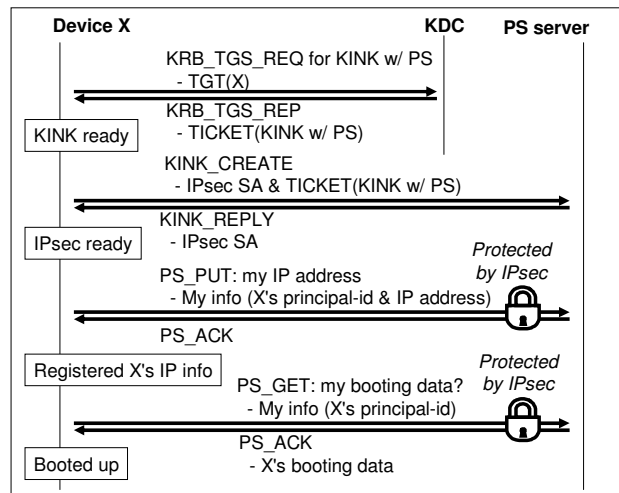 Device X
KDC
PS server
KRB_TGS_REQ for KINK w/ PS
- TGT(X)
KRB_TGS_REP
- TICKET(KINK w/ PS)
KINK ready
KINK_CREATE
- IPsec SA & TICKET(KINK w/ PS)
KINK_REPLY
- IPsec SA
IPsec ready
Protected
by IPsec
PS_PUT: my IP address
- My info (X's principal-id & IP address)
PS_ACK
Registered X's IP info
Protected
by IPsec
PS_GET: my booting data?
- My info (X's principal-id)
PS_ACK
- X's booting data
Booted up